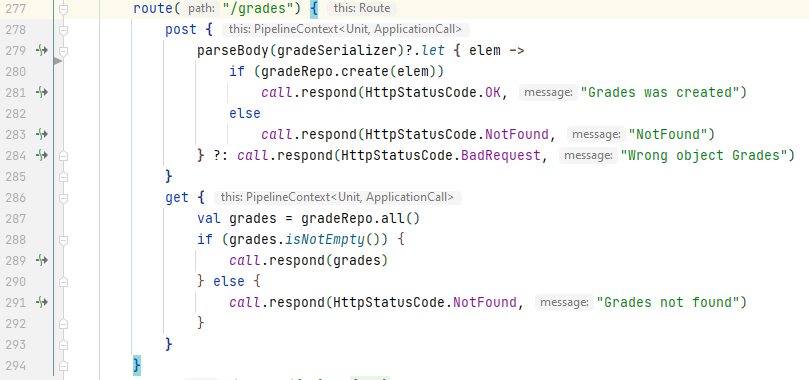 277 route( path: "/grades") { this: Route
278 post { this: PipelineContext<Unit, ApplicationCall>
279 parseBody(gradeSerializer)?.let { elem ->
280 if (gradeRepo.create(elem))
281 call.respond(HttpStatusCode.OK, message: "Grades was created")
282 else
283 call.respond(HttpStatusCode.NotFound, message: "NotFound")
284 } ?: call.respond(HttpStatusCode.BadRequest, message: "Wrong object Grades")
285 }
286 get { this: PipelineContext<Unit, ApplicationCall>
287 val grades = gradeRepo.all()
288 if (grades.isNotEmpty()) {
289 call.respond(grades)
290 } else {
291 call.respond(HttpStatusCode.NotFound, message: "Grades not found")
292 }
293 }
294 }